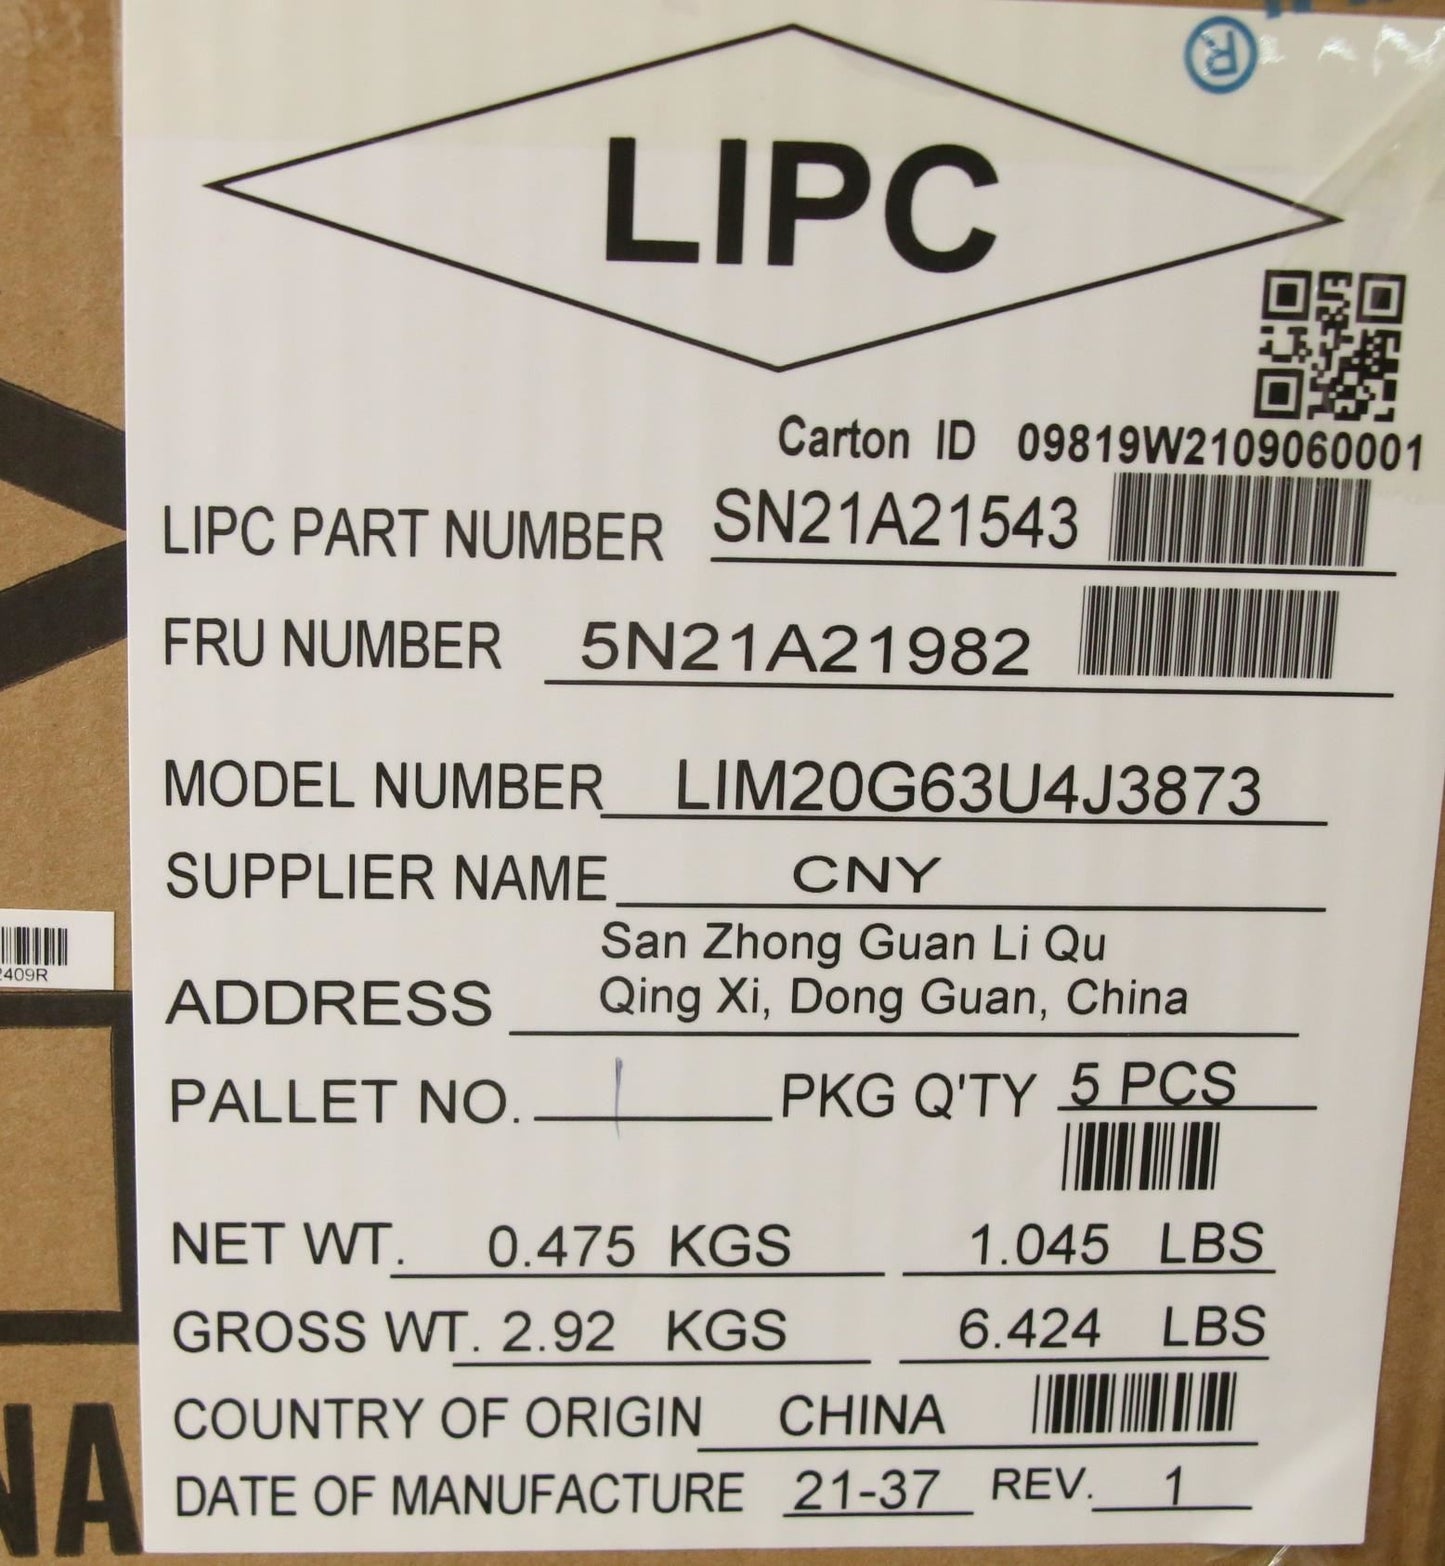 ®
LIPC
Carton ID 09819W2109060001
LIPC PART NUMBER SN21A21543
FRU NUMBER 5N21A21982
MODEL NUMBER LIM20G63U4J3873
SUPPLIER NAME CNY
San Zhong Guan Li Qu
ADDRESS Qing Xi, Dong Guan, China
2409R
PALLET NO. 1 PKG Q'TY 5 PCS
NET WT. 0.475 KGS 1.045 LBS
GROSS WT. 2.92 KGS 6.424 LBS
COUNTRY OF ORIGIN CHINA
NA
DATE OF MANUFACTURE 21-37 REV. 1